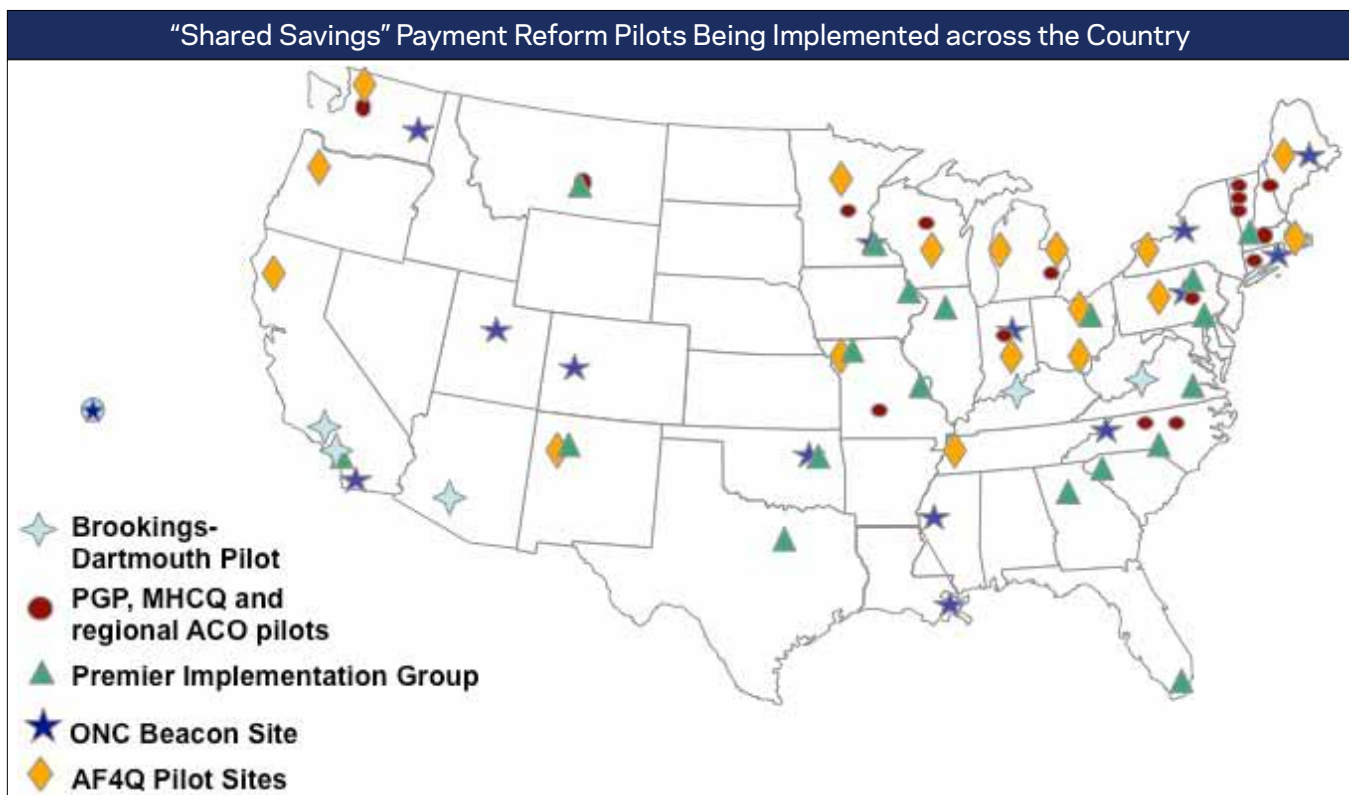 “Shared Savings” Payment Reform Pilots Being Implemented across the Country
Brookings-
Dartmouth Pilot
PGP, MHCQ and
regional ACO pilots
Premier Implementation Group
ONC Beacon Site
AF4Q Pilot Sites